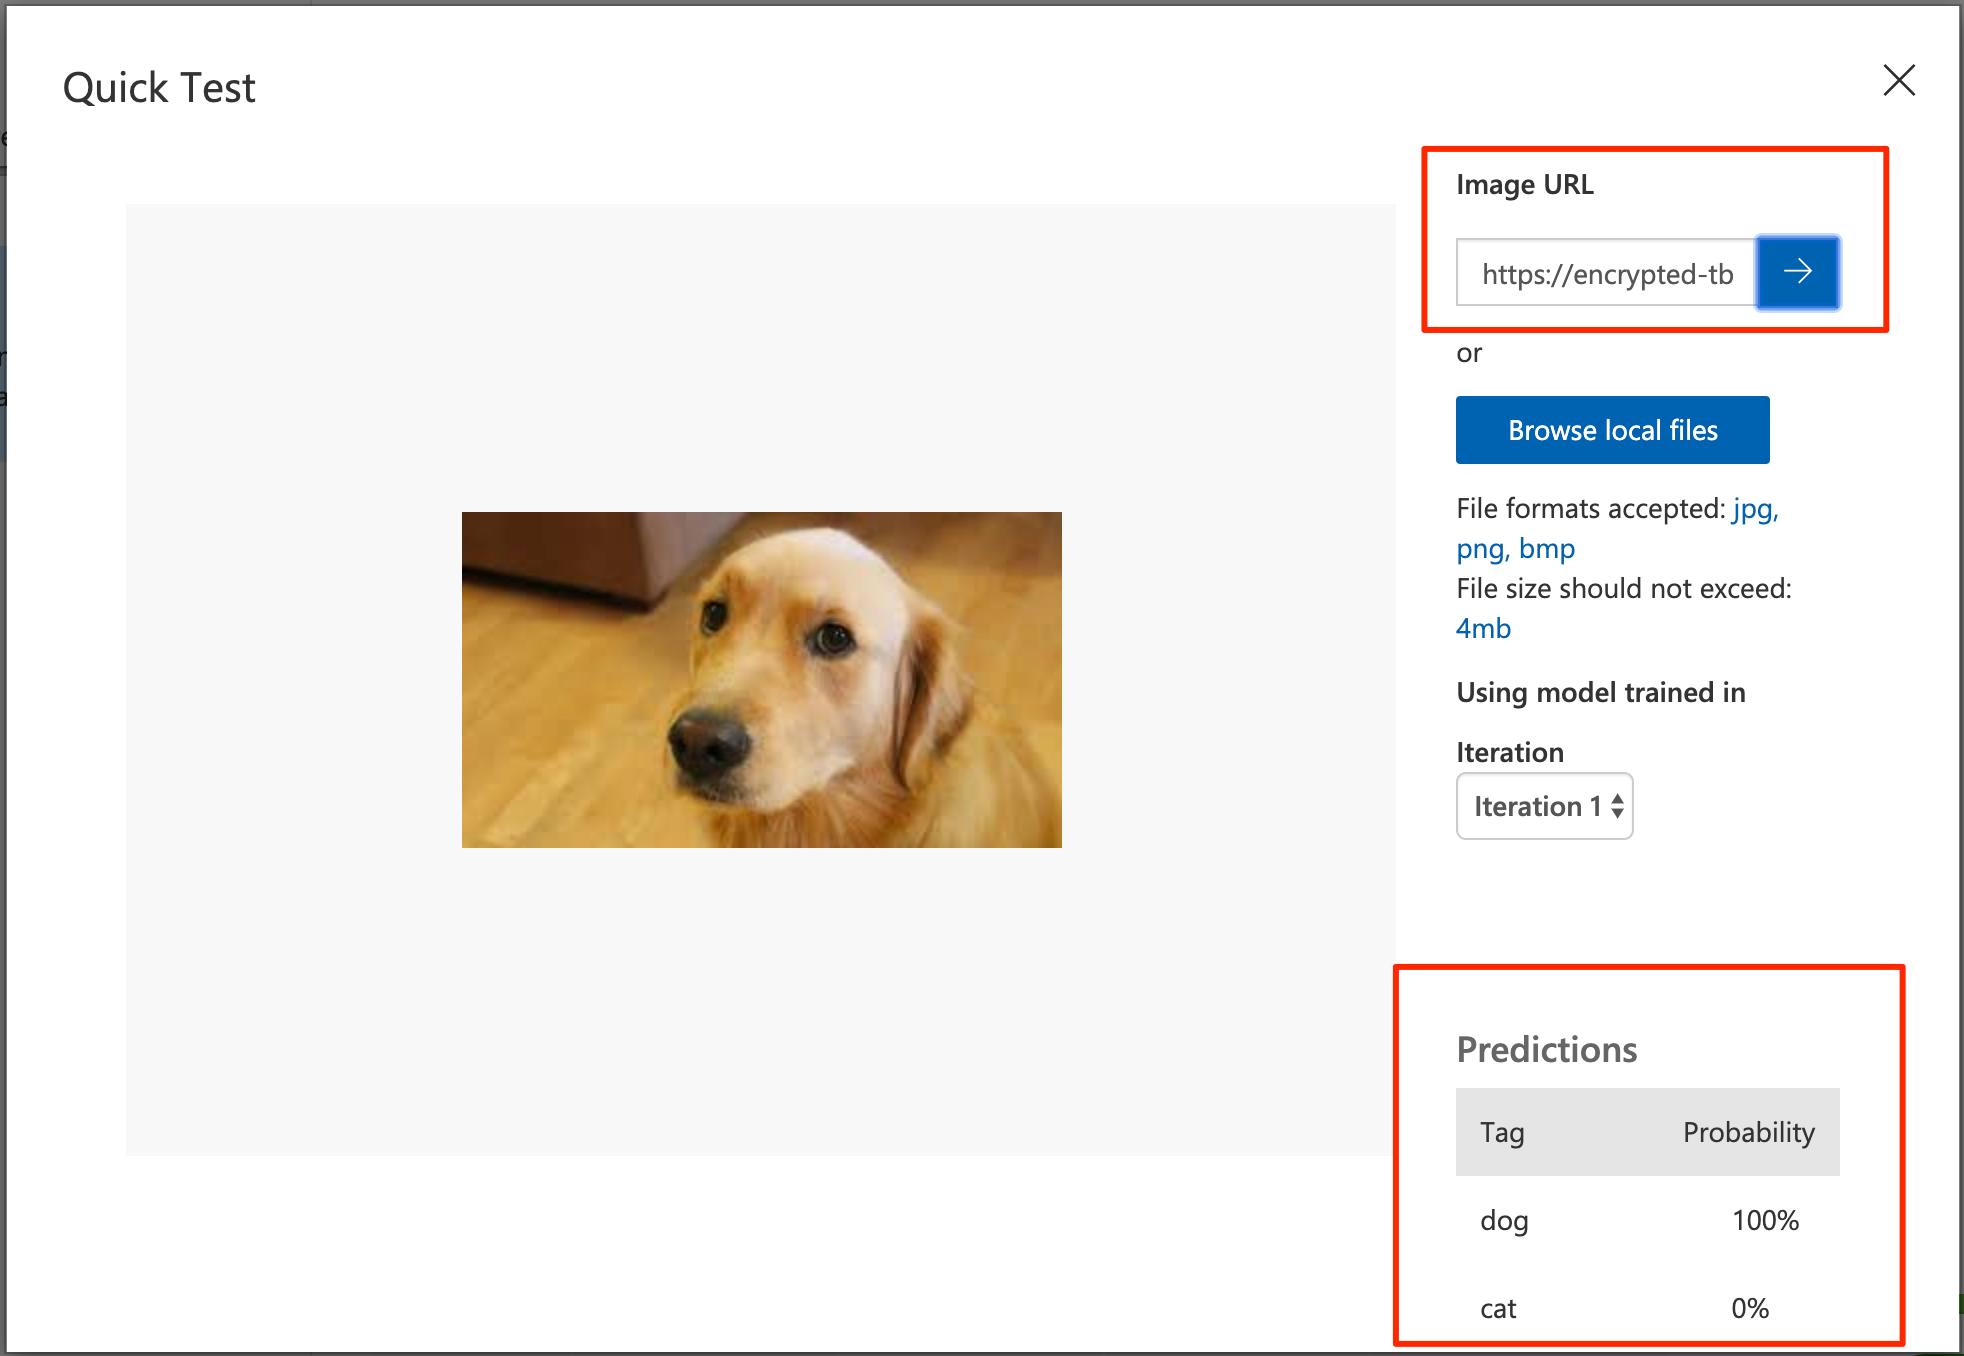 Quick Test
Image URL
https://encrypted-tb
or
Browse local files
File formats accepted: jpg,
png, bmp
File size should not exceed:
4mb
Using model trained in
Iteration
Iteration 1
Predictions
Tag Probability
dog 100%
cat 0%